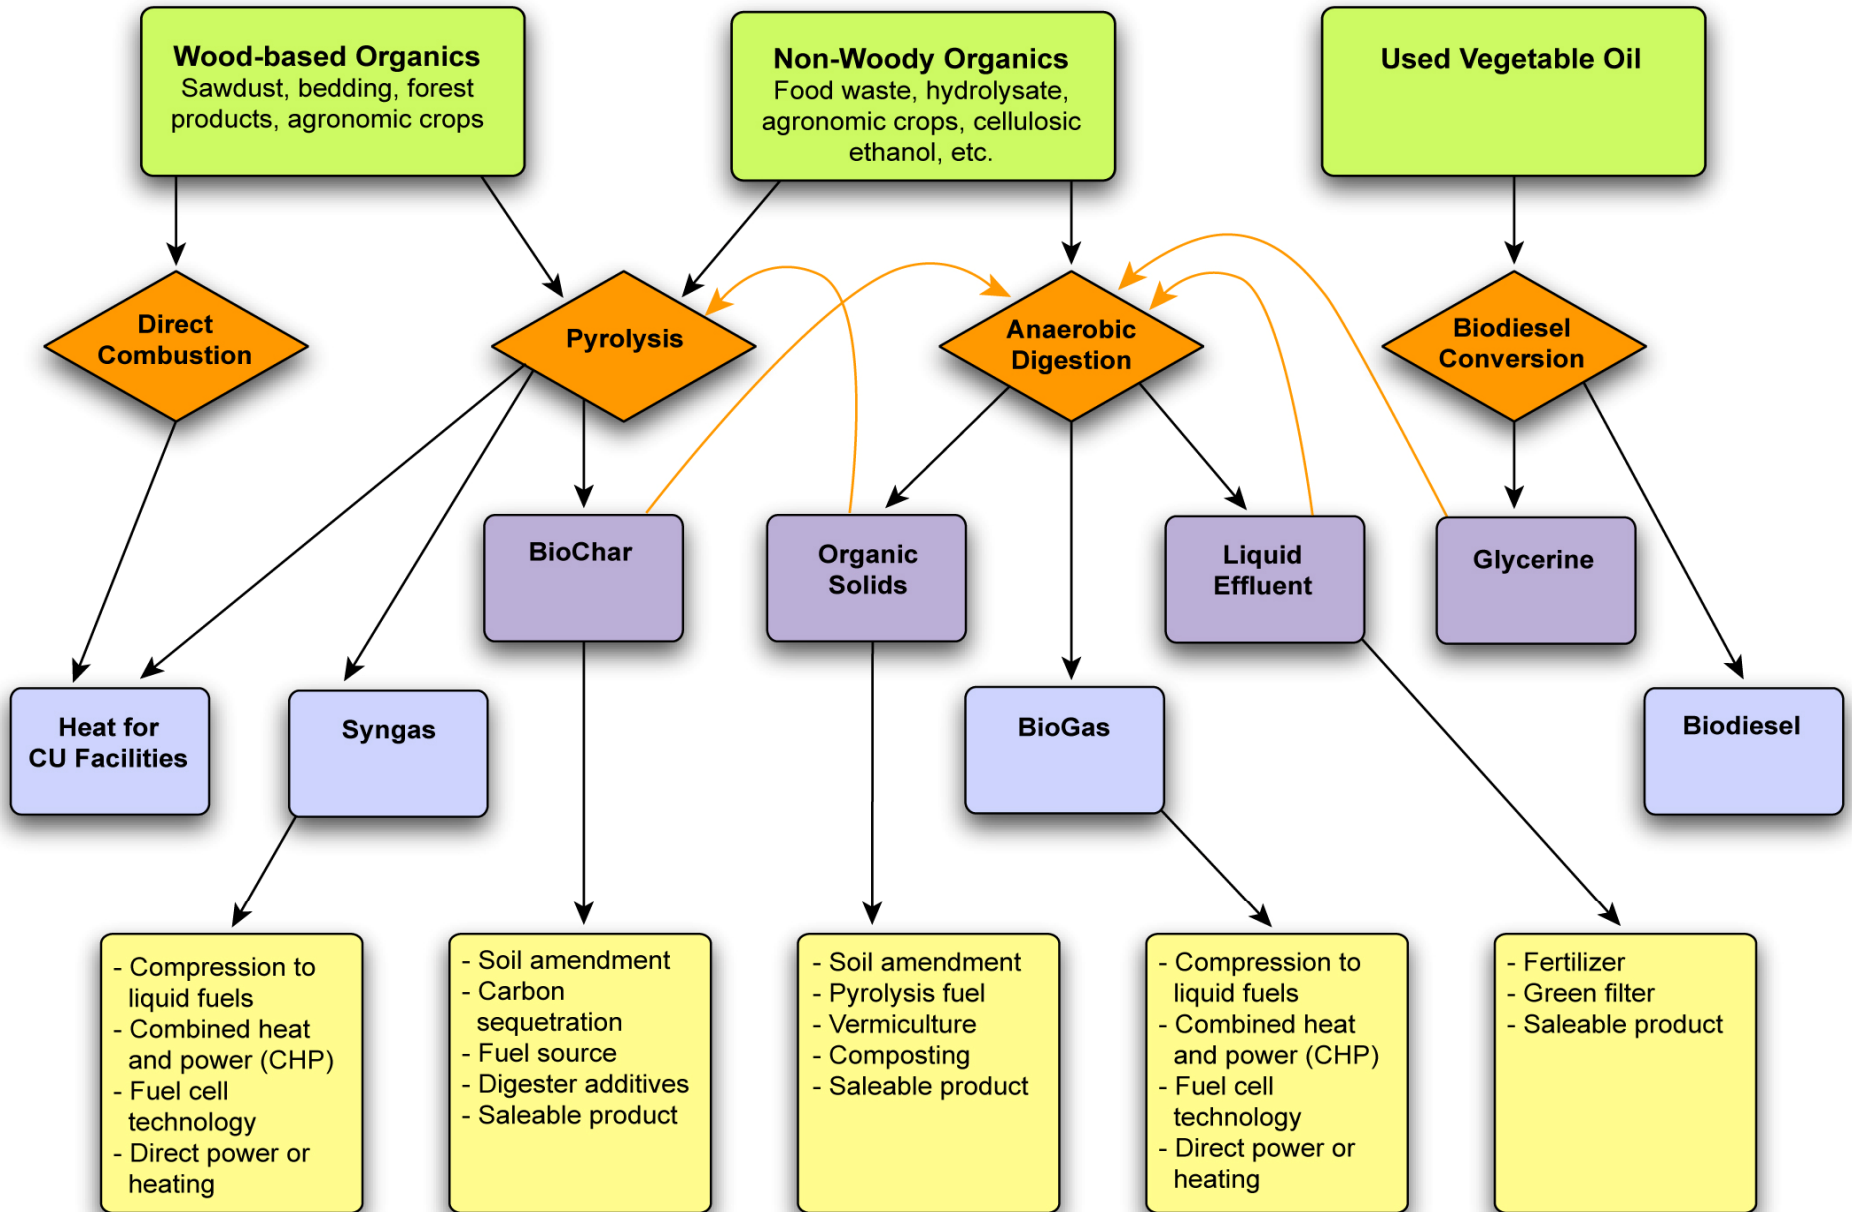 Wood-based Organics
Sawdust, bedding, forest
products, agronomic crops
Non-Woody Organics
Food waste, hydrolysate,
agronomic crops, cellulosic
ethanol, etc.
Used Vegetable Oil
Direct
Combustion
Pyrolysis
Anaerobic
Digestion
Biodiesel
Conversion
BioChar
Organic
Solids
Liquid
Effluent
Glycerine
Heat for
CU Facilities
Syngas
BioGas
Biodiesel
- Compression to
liquid fuels
- Combined heat
and power (CHP)
- Fuel cell
technology
- Direct power or
heating
- Soil amendment
- Carbon
sequetration
- Fuel source
- Digester additives
- Saleable product
- Soil amendment
- Pyrolysis fuel
- Vermiculture
- Composting
- Saleable product
- Compression to
liquid fuels
- Combined heat
and power (CHP)
- Fuel cell
technology
- Direct power or
heating
- Fertilizer
- Green filter
- Saleable product